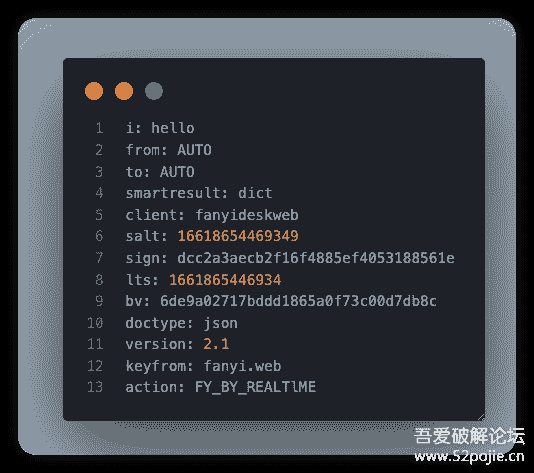 1 i: hello
2 from: AUTO
3 to: AUTO
4 smartresult: dict
5 client: fanyideskweb
6 salt: 16618654469349
7 sign: dcc2a3aecb2f16f4885ef4053188561e
8 lts: 1661865446934
9 bv: 6de9a02717bddd1865a0f73c00d7db8c
10 doctype: json
11 version: 2.1
12 keyfrom: fanyi.web
13 action: FY_BY_REALTlME
吾爱破解论坛
www.52pojie.cn